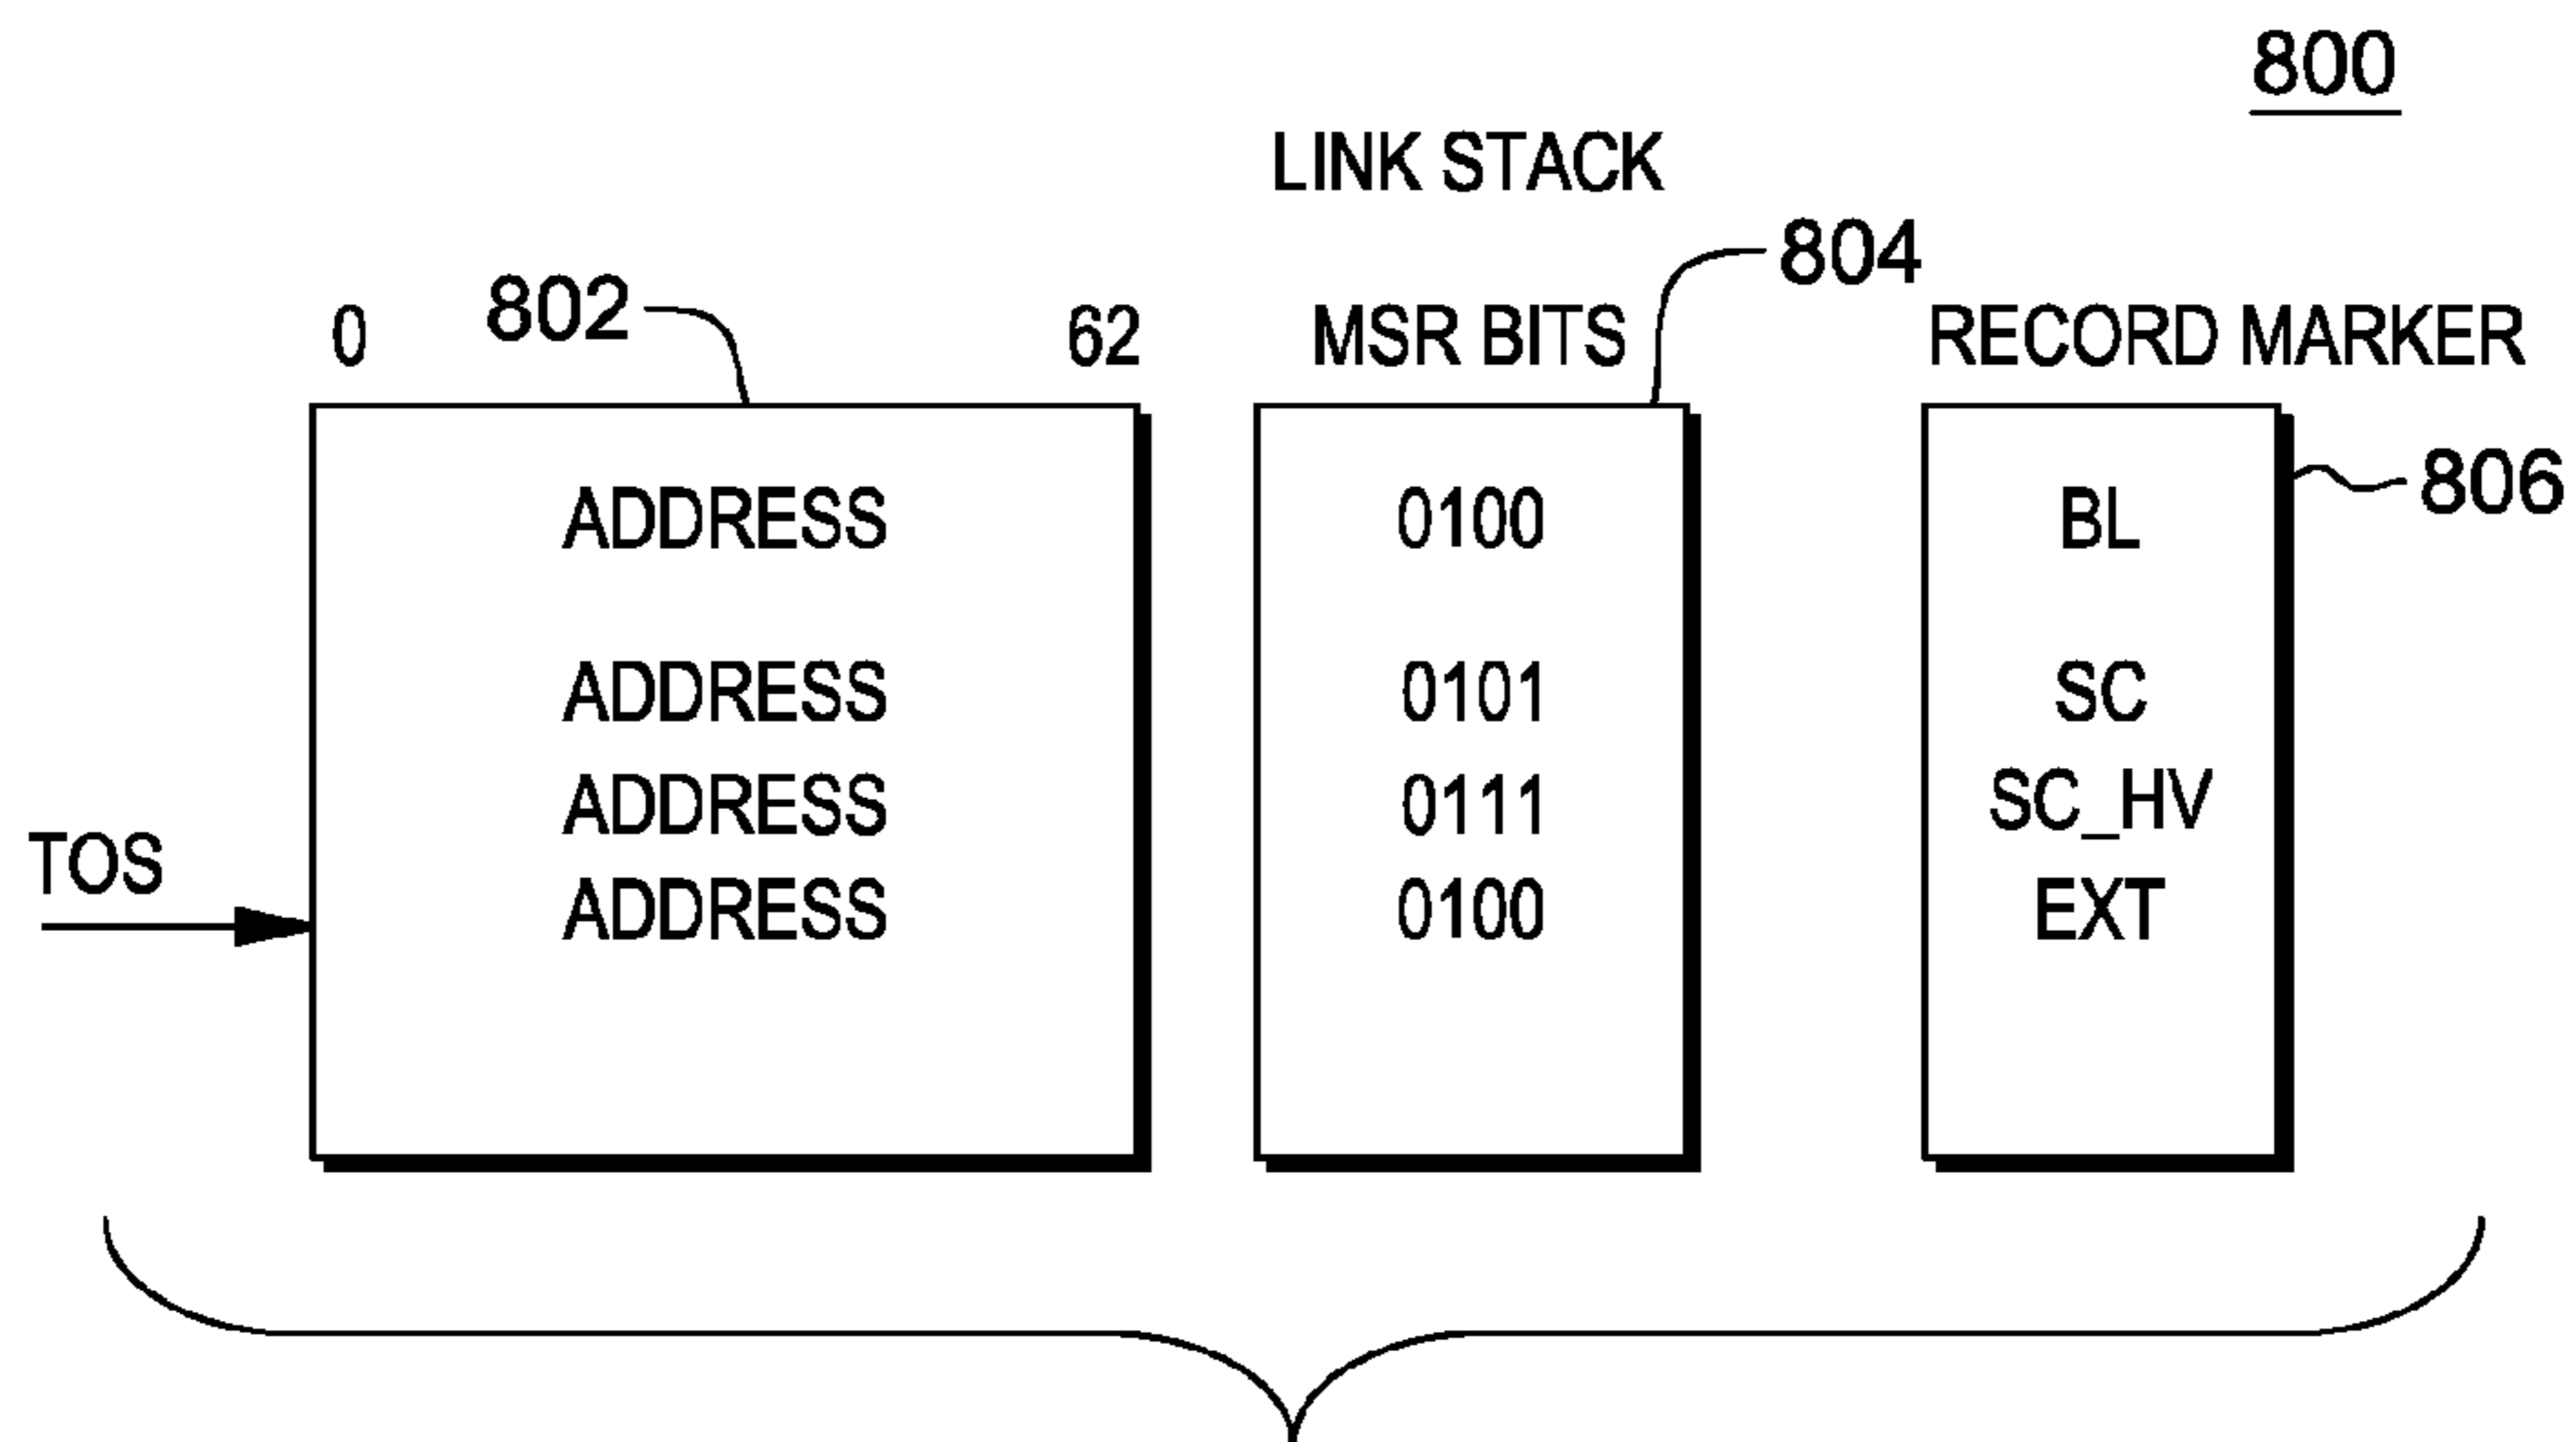 800
LINK STACK
804
802
0 62 MSR BITS RECORD MARKER
806
ADDRESS 0100 BL
ADDRESS 0101 SC
ADDRESS 0111 SC_HV
TOS
ADDRESS 0100 EXT